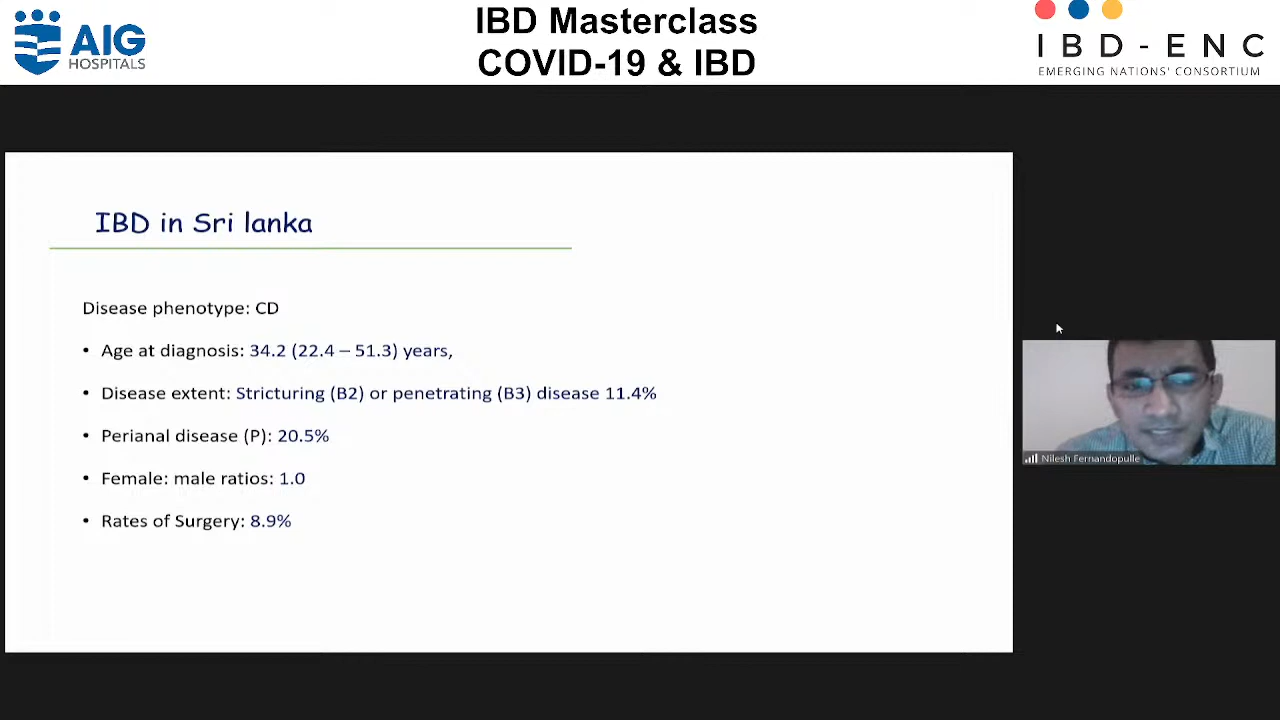 AIG
HOSPITALS
IBD Masterclass
COVID-19 & IBD
IBD-ENC
EMERGING NATIONS' CONSORTIUM
IBD in Sri lanka
Disease phenotype: CD
• Age at diagnosis: 34.2 (22.4 – 51.3) years,
• Disease extent: Stricturing (B2) or penetrating (B3) disease 11.4%
• Perianal disease (P): 20.5%
• Female: male ratios: 1.0
• Rates of Surgery: 8.9%
Nilesh Fernandopulle